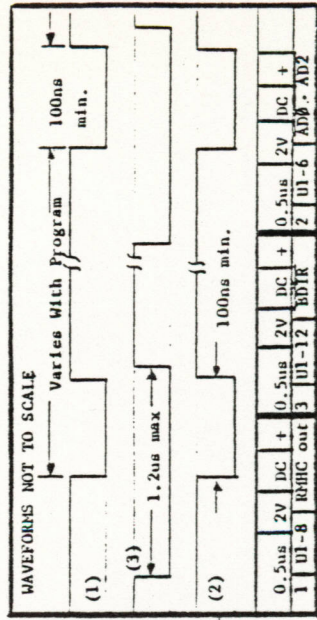 WAVEFORMS NOT TO SCALE
Varies With Program
100ns
min.
(1)
(3)
1.2us max
(2)
100ns min.
0.5us 2V DC + 0.5us 2V DC + 0.5us 2V DC +
1 U1-8 RMHC out 3 U1-12 BDIR 2 U1-6 AD0 - AD2